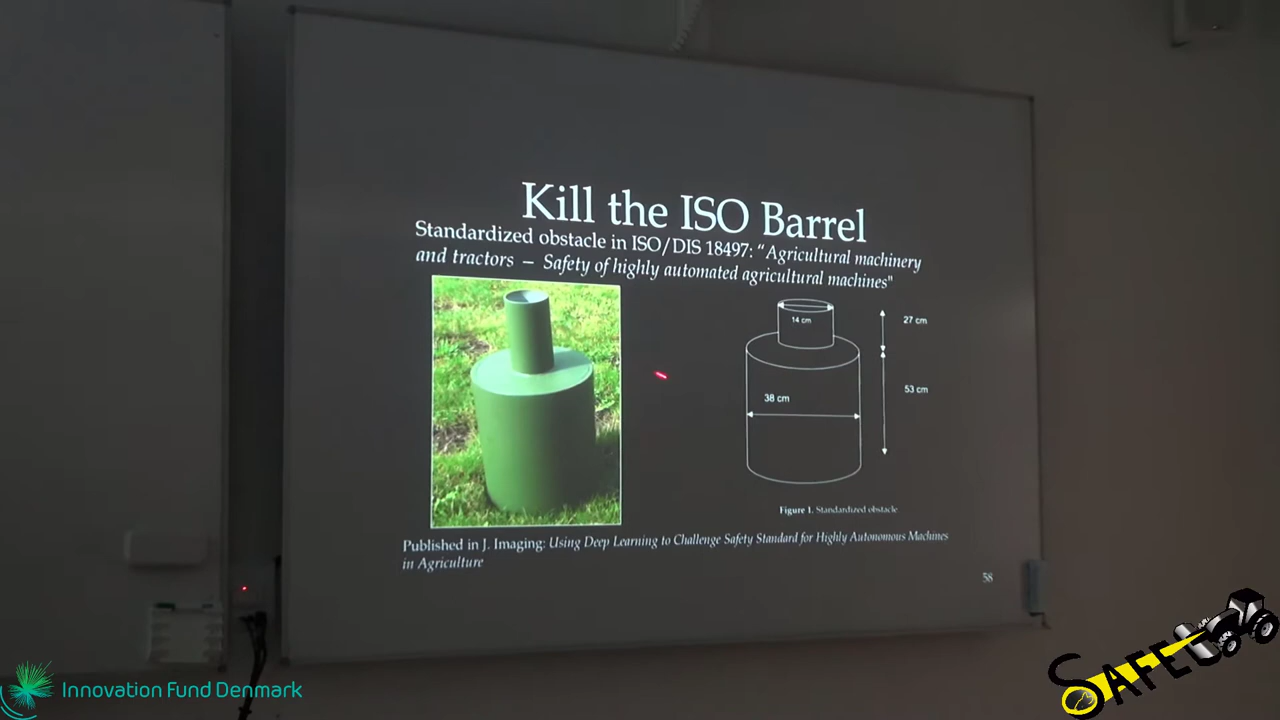 Kill the ISO Barrel
Standardized obstacle in ISO/DIS 18497: “Agricultural machinery
and tractors – Safety of highly automated agricultural machines"
14 cm
27 cm
38 cm
53 cm
Figure 1. Standardized obstacle
Published in J. Imaging: Using Deep Learning to Challenge Safety Standard for Highly Autonomous Machines
in Agriculture
58
Innovation Fund Denmark
SAFE